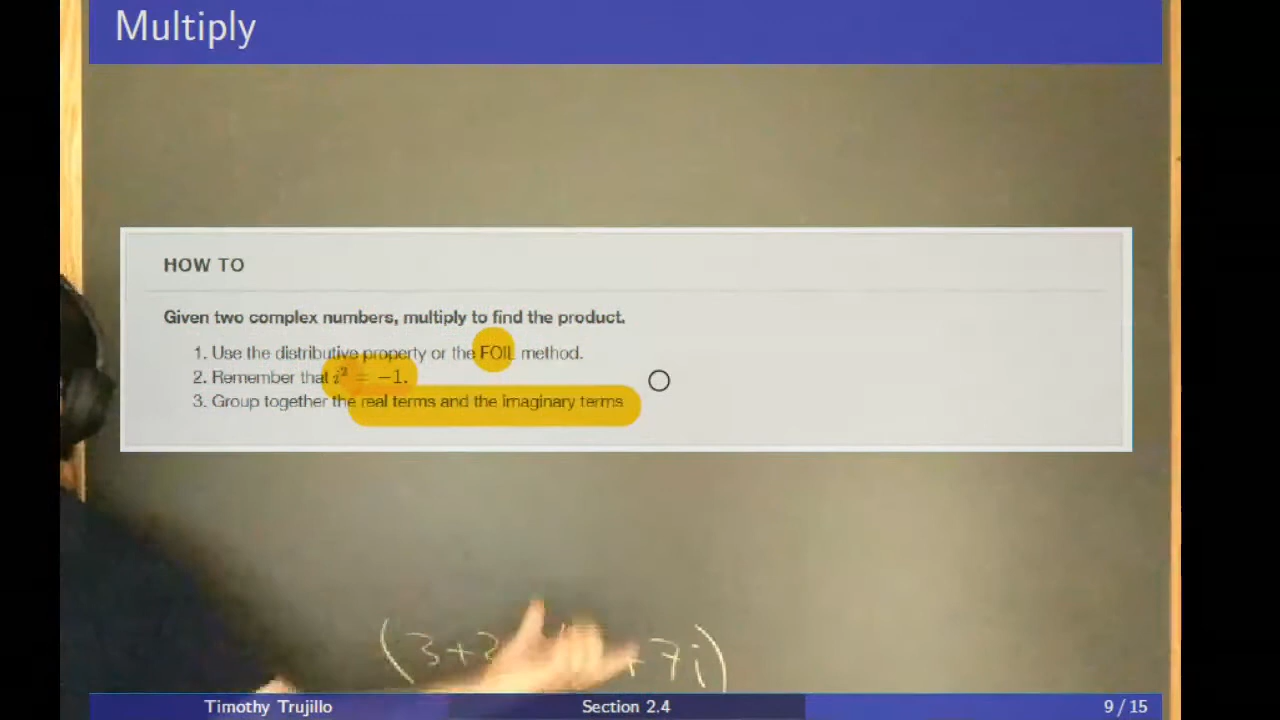 Multiply
HOW TO
Given two complex numbers, multiply to find the product.
1. Use the distributive property or the FOIL method.
2. Remember that i² = −1.
3. Group together the real terms and the imaginary terms
(3+ +7i)
Timothy Trujillo Section 2.4 9 / 15